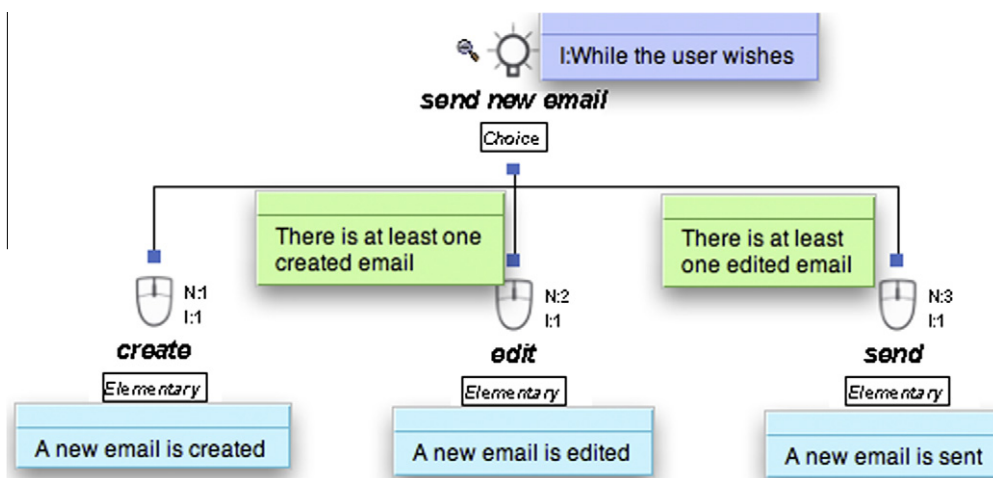 I:While the user wishes
send new email
Choice
There is at least one
created email
There is at least
one edited email
N:1
I:1
N:2
I:1
N:3
I:1
create
edit
send
Elementary
Elementary
Elementary
A new email is created
A new email is edited
A new email is sent